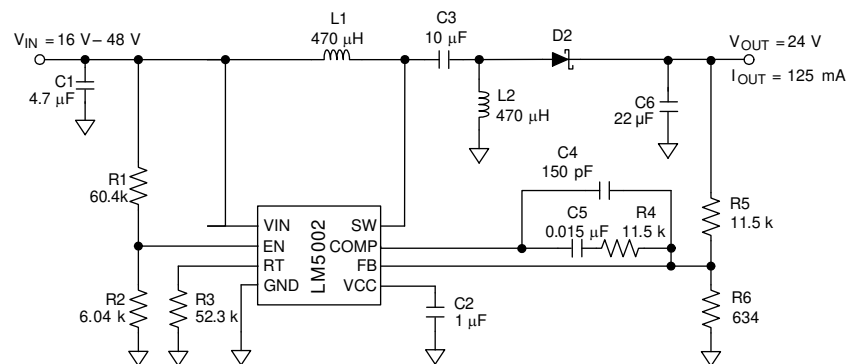 L1
470 μH
C3
10 μF
D2
V_IN = 16 V – 48 V
V_OUT = 24 V
I_OUT = 125 mA
C1
4.7 μF
L2
470 μH
C6
22 μF
C4
150 pF
R1
60.4k
C5
0.015 μF
R4
11.5 k
R5
11.5 k
VIN
SW
EN
COMP
RT
FB
GND
VCC
LM5002
R2
6.04 k
R3
52.3 k
C2
1 μF
R6
634